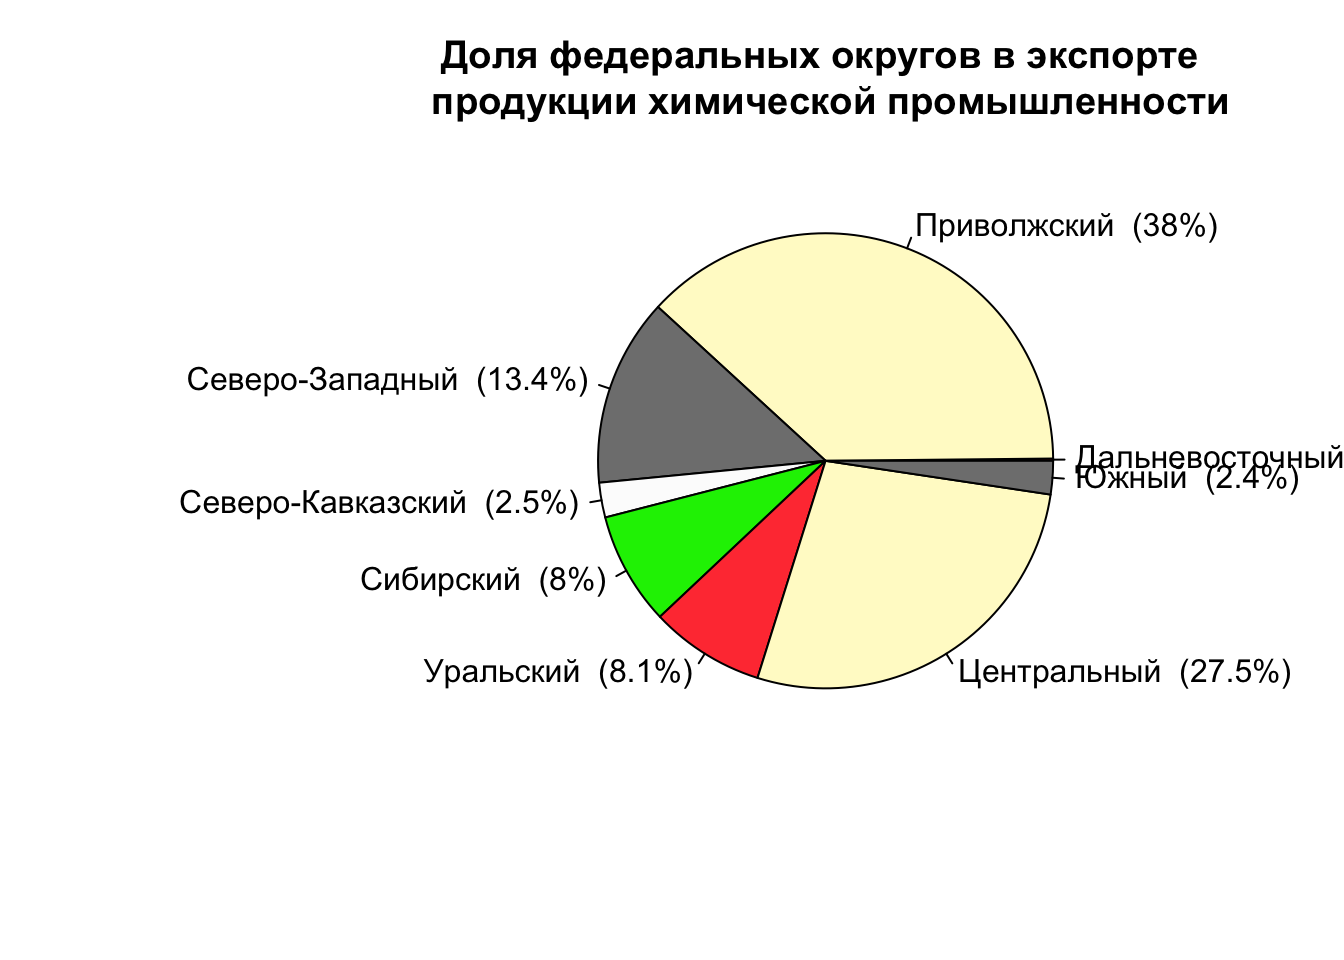 Доля федеральных округов в экспорте
продукции химической промышленности
Приволжский (38%)
Северо-Западный (13.4%)
Дальневосточный
Южный (2.4%)
Северо-Кавказский (2.5%)
Сибирский (8%)
Уральский (8.1%)
Центральный (27.5%)